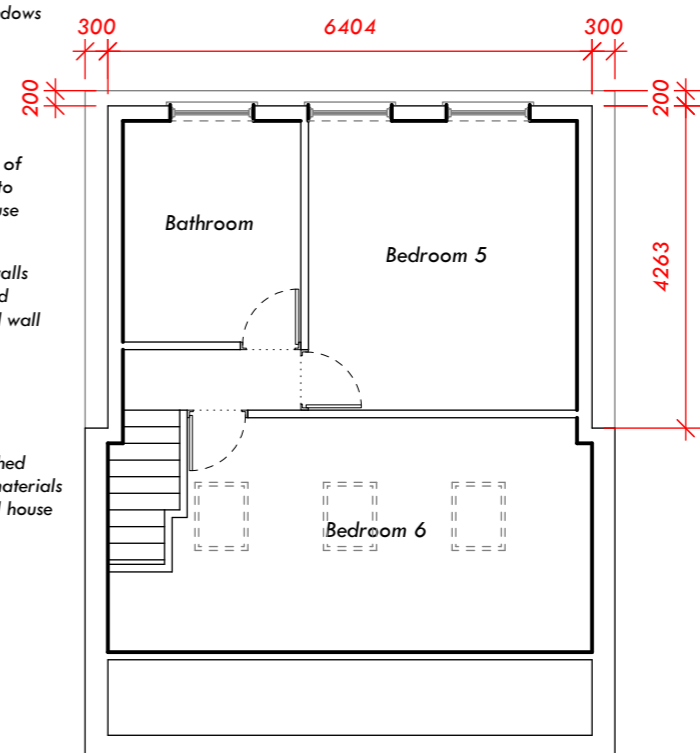 dows
300
6404
300
200
200
of
to
use
Bathroom
Bedroom 5
4263
alls
d
l wall
hed
materials
l house
Bedroom 6